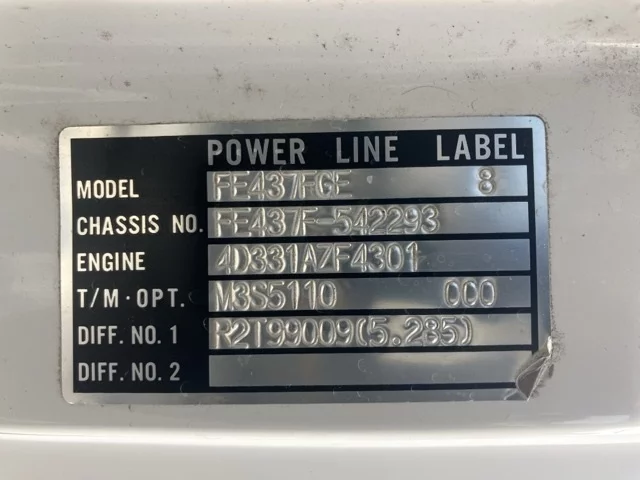 POWER LINE LABEL
MODEL FE437FGE 8
CHASSIS NO. FE437F-542293
ENGINE 4D331AZF4301
T/M·OPT. M3S5110 000
DIFF. NO. 1 R2T99009(5.285)
DIFF. NO. 2